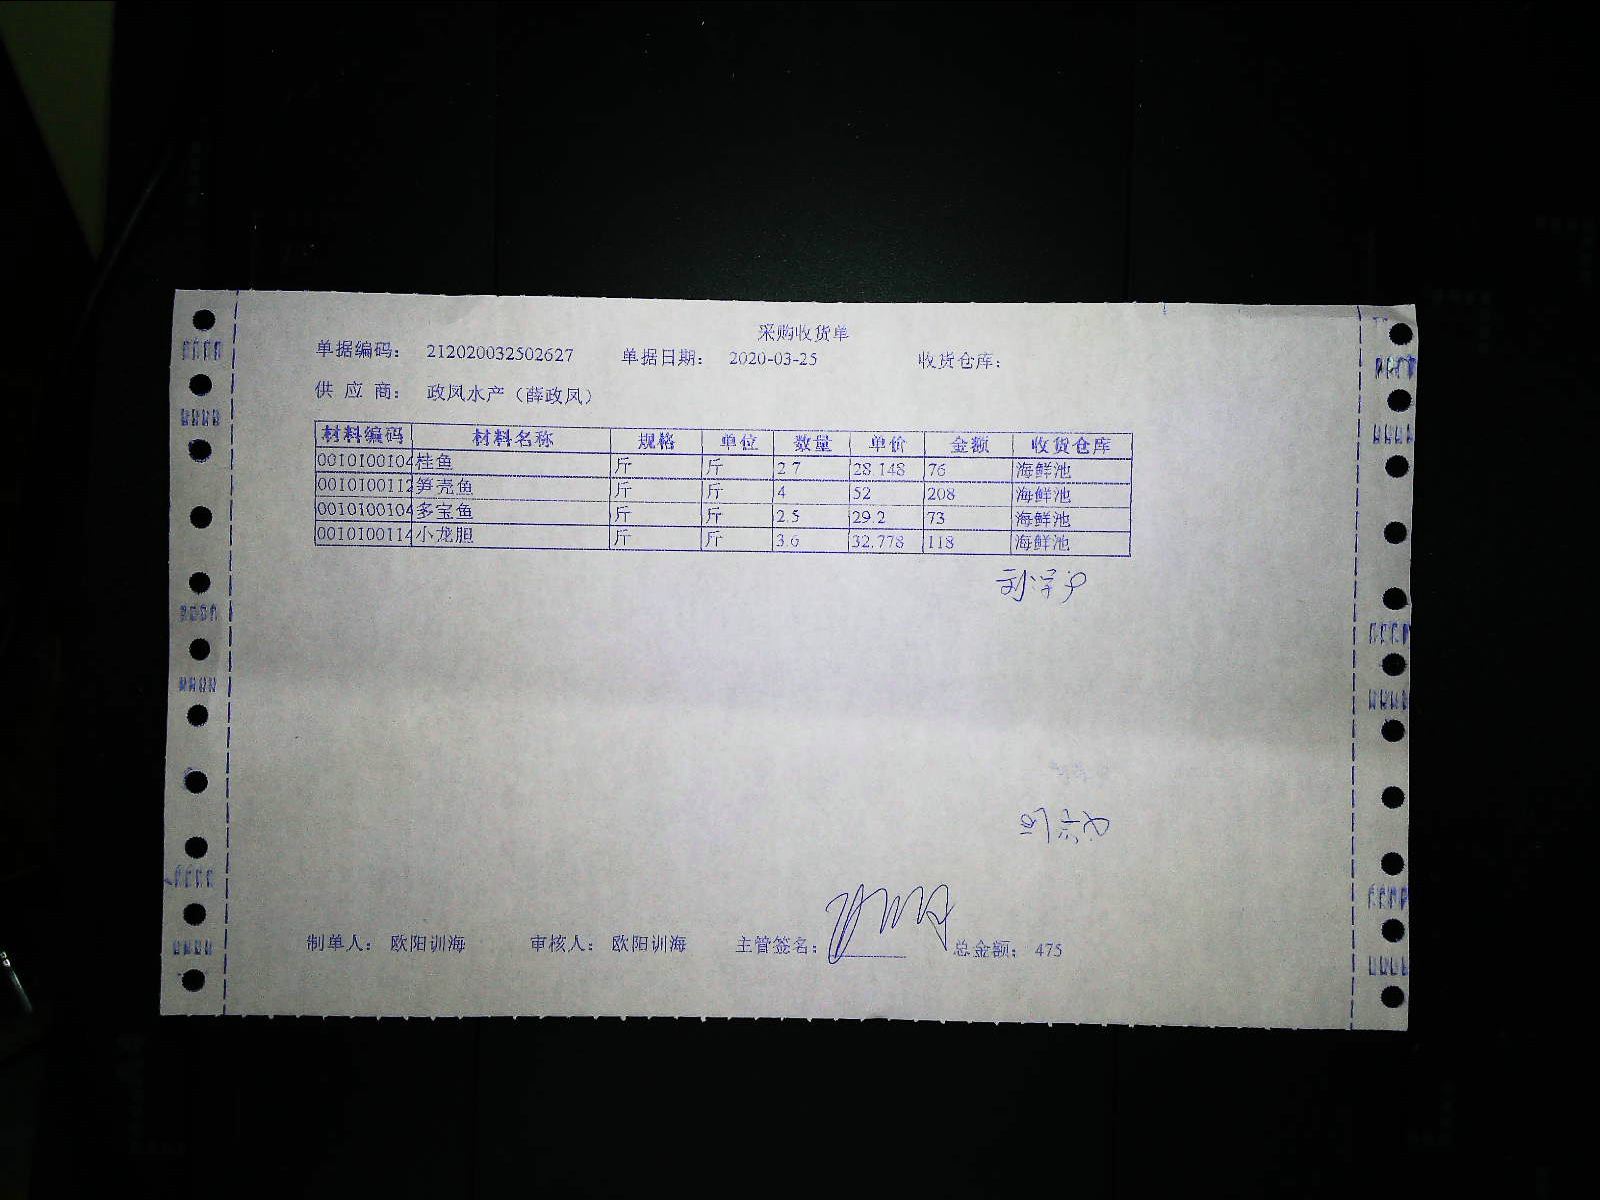 采购收货单
单据编码： 212020032502627 单据日期： 2020-03-25 收货仓库：
供 应 商： 政凤水产（薛政凤）
材料编码 材料名称 规格 单位 数量 单价 金额 收货仓库
0010100104 桂鱼 斤 斤 2.7 28.148 76 海鲜池
0010100112 笋壳鱼 斤 斤 4 52 208 海鲜池
0010100104 多宝鱼 斤 斤 2.5 29.2 73 海鲜池
0010100114 小龙胆 斤 斤 3.6 32.778 118 海鲜池
制单人： 欧阳训海 审核人： 欧阳训海 主管签名： 总金额： 475